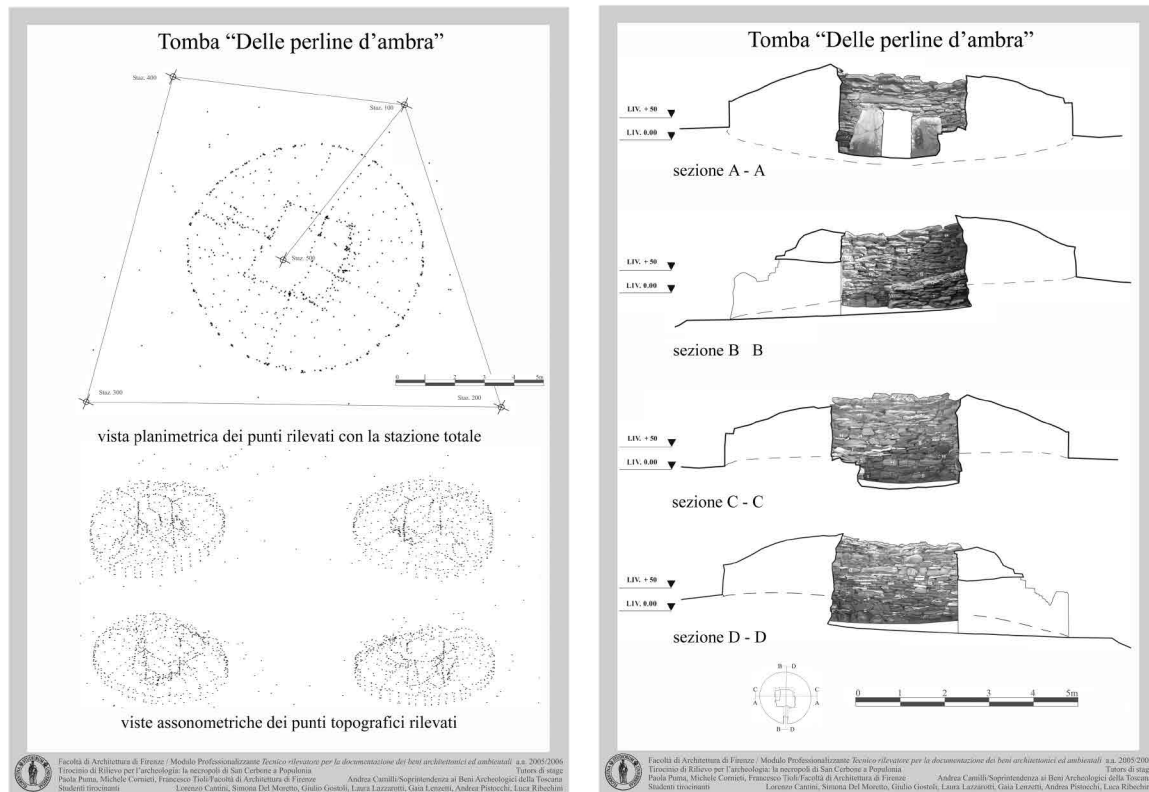 Tomba “Delle perline d’ambra”
Staz. 400
Staz. 100
Staz. 500
0 1 2 3 4 5m
Staz. 300
Staz. 200
vista planimetrica dei punti rilevati con la stazione totale
viste assonometriche dei punti topografici rilevati
Facoltà di Architettura di Firenze / Modulo Professionalizzante Tecnico rilevatore per la documentazione dei beni architettonici ed ambientali a.a. 2005/2006
Tirocinio di Rilievo per l'archeologia: la necropoli di San Cerbone a Populonia Tutors di stage
Paola Puma, Michele Cornieti, Francesco Tioli/Facoltà di Architettura di Firenze Andrea Camilli/Soprintendenza ai Beni Archeologici della Toscana
Studenti tirocinanti Lorenzo Cantini, Simona Del Moretto, Giulio Gostoli, Laura Lazzarotti, Gaia Lenzetti, Andrea Pistocchi, Luca Ribechini
Tomba “Delle perline d’ambra”
LIV. + 50
LIV. 0.00
sezione A - A
LIV. + 50
LIV. 0.00
sezione B B
LIV. + 50
LIV. 0.00
sezione C - C
LIV. + 50
LIV. 0.00
sezione D - D
B D
C C
A A
B D
0 1 2 3 4 5m
Facoltà di Architettura di Firenze / Modulo Professionalizzante Tecnico rilevatore per la documentazione dei beni architettonici ed ambientali a.a. 2005/200
Tirocinio di Rilievo per l'archeologia: la necropoli di San Cerbone a Populonia Tutors di stag
Paola Puma, Michele Cornieti, Francesco Tioli/Facoltà di Architettura di Firenze Andrea Camilli/Soprintendenza ai Beni Archeologici della Toscan
Studenti tirocinanti Lorenzo Cantini, Simona Del Moretto, Giulio Gostoli, Laura Lazzarotti, Gaia Lenzetti, Andrea Pistocchi, Luca Ribechin